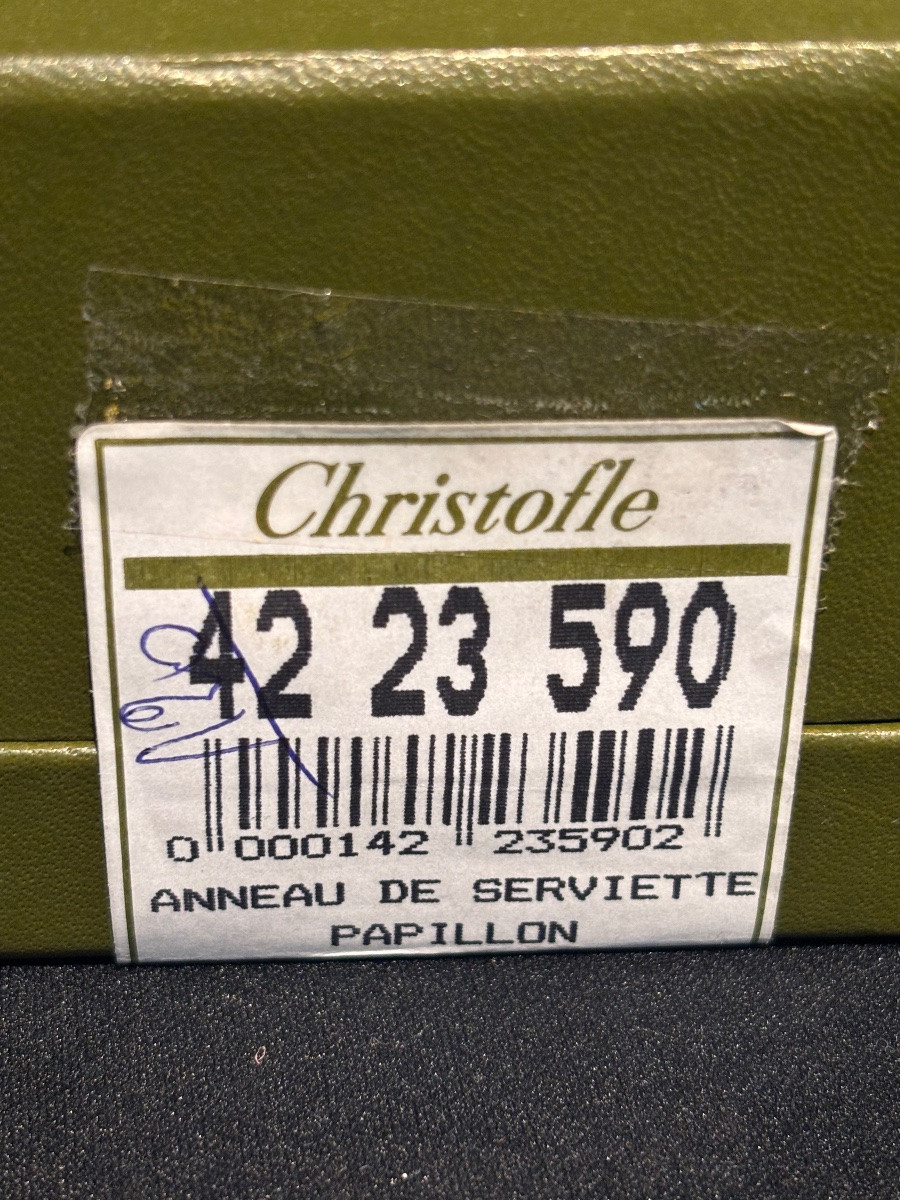 Christofle
42 23 590
0 000142 235902
ANNEAU DE SERVIETTE
PAPILLON